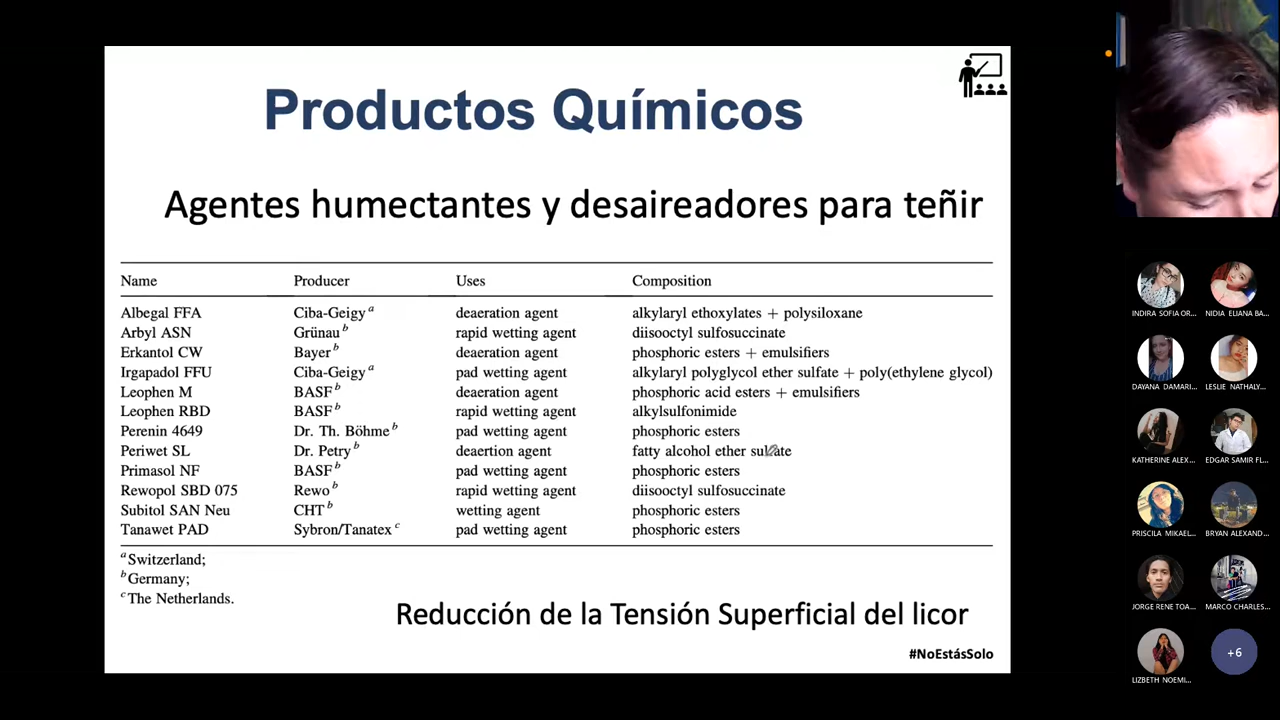 Productos Químicos
Agentes humectantes y desaireadores para teñir
Name Producer Uses Composition
Albegal FFA Ciba-Geigy a deaeration agent alkylaryl ethoxylates + polysiloxane
Arbyl ASN Grünau b rapid wetting agent diisooctyl sulfosuccinate
Erkantol CW Bayer b deaeration agent phosphoric esters + emulsifiers
Irgapadol FFU Ciba-Geigy a pad wetting agent alkylaryl polyglycol ether sulfate + poly(ethylene glycol)
Leophen M BASF b deaeration agent phosphoric acid esters + emulsifiers
Leophen RBD BASF b rapid wetting agent alkylsulfonimide
Perenin 4649 Dr. Th. Böhme b pad wetting agent phosphoric esters
Periwet SL Dr. Petry b deaertion agent fatty alcohol ether sulfate
Primasol NF BASF b pad wetting agent phosphoric esters
Rewopol SBD 075 Rewo b rapid wetting agent diisooctyl sulfosuccinate
Subitol SAN Neu CHT b wetting agent phosphoric esters
Tanawet PAD Sybron/Tanatex c pad wetting agent phosphoric esters
a Switzerland;
b Germany;
c The Netherlands.
Reducción de la Tensión Superficial del licor
#NoEstásSolo
INDIRA SOFIA OR... NIDIA ELIANA BA...
DAYANA DAMARI... LESLIE NATHALY...
KATHERINE ALEX... EDGAR SAMIR FL...
PRISCILA MIKAEL... BRYAN ALEXAND...
JORGE RENE TOA... MARCO CHARLES...
LIZBETH NOEMI...
+6